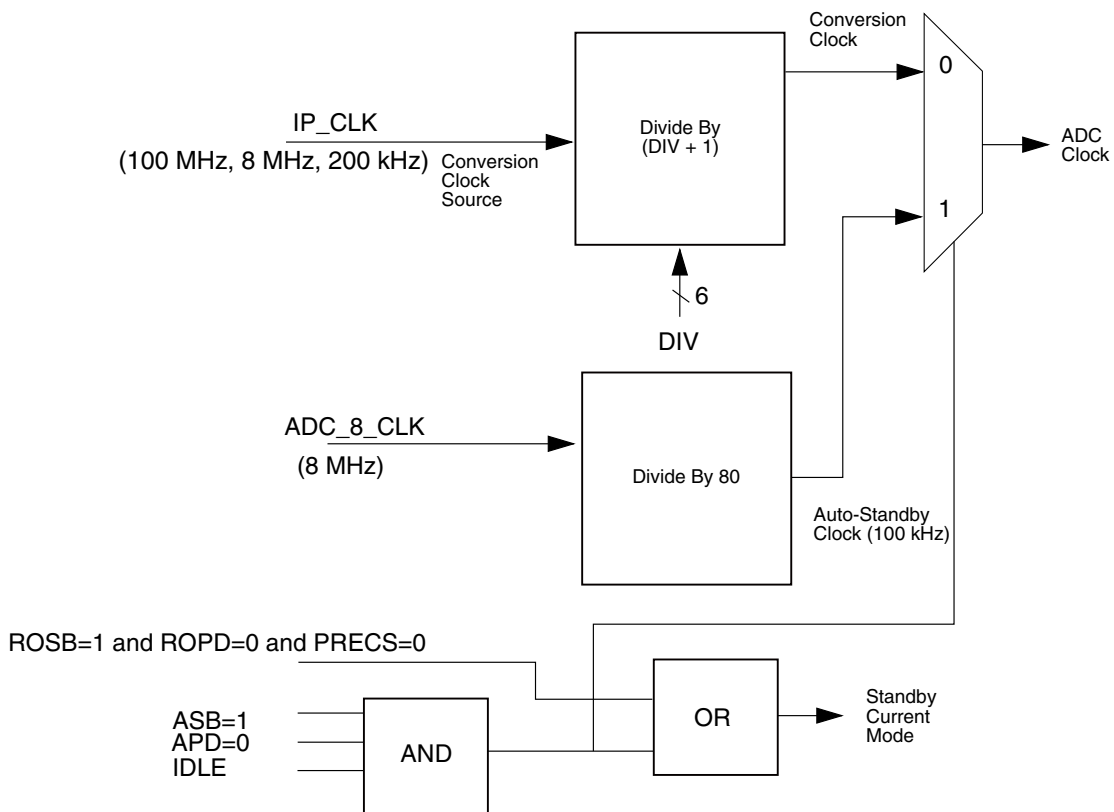 Conversion
Clock
0
IP_CLK
(100 MHz, 8 MHz, 200 kHz)
Conversion
Clock
Source
Divide By
(DIV + 1)
ADC
Clock
1
6
DIV
ADC_8_CLK
(8 MHz)
Divide By 80
Auto-Standby
Clock (100 kHz)
ROSB=1 and ROPD=0 and PRECS=0
ASB=1
APD=0
IDLE
AND
OR
Standby
Current
Mode